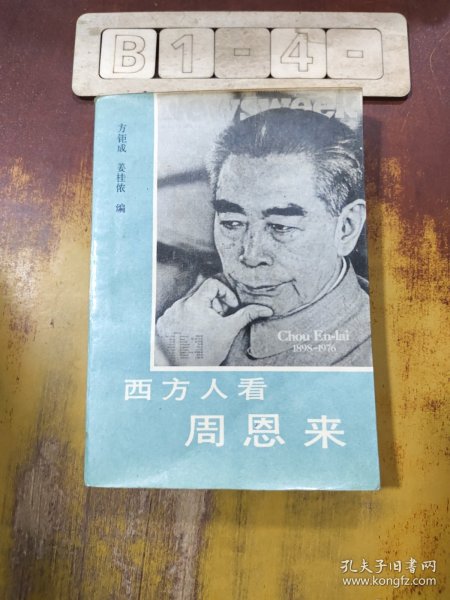 B1-4-
Newsweek
方钜成 姜桂侬 编
Chou En-lai
1898-1976
西方人看
周恩来
孔夫子旧书网
www.kongfz.com